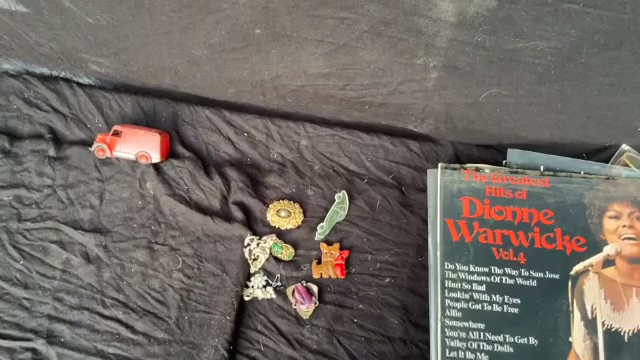 The Greatest
Hits of
Dionne
Warwicke
Vol.4
Do You Know The Way To San Jose
The Windows Of The World
Hurt So Bad
Lookin' With My Eyes
People Got To Be Free
Alfie
Somewhere
You're All I Need To Get By
Valley Of The Dolls
Let It Be Me